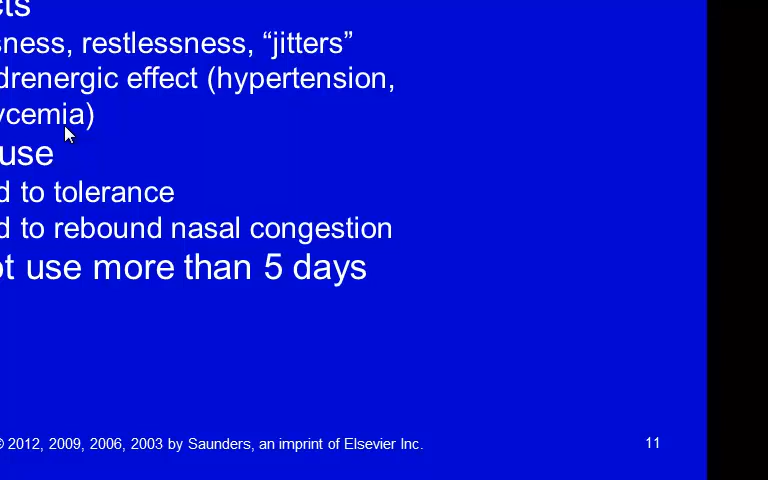 cts
sness, restlessness, “jitters”
drenergic effect (hypertension,
ycemia)
use
d to tolerance
d to rebound nasal congestion
ot use more than 5 days
© 2012, 2009, 2006, 2003 by Saunders, an imprint of Elsevier Inc.
11